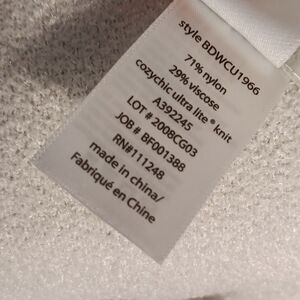 style BDWCU1966
71% nylon
29% viscose
cozychic ultra lite® knit
A392245
LOT # 2008CG03
JOB # BF001388
RN#111248
made in china/
Fabriqué en Chine